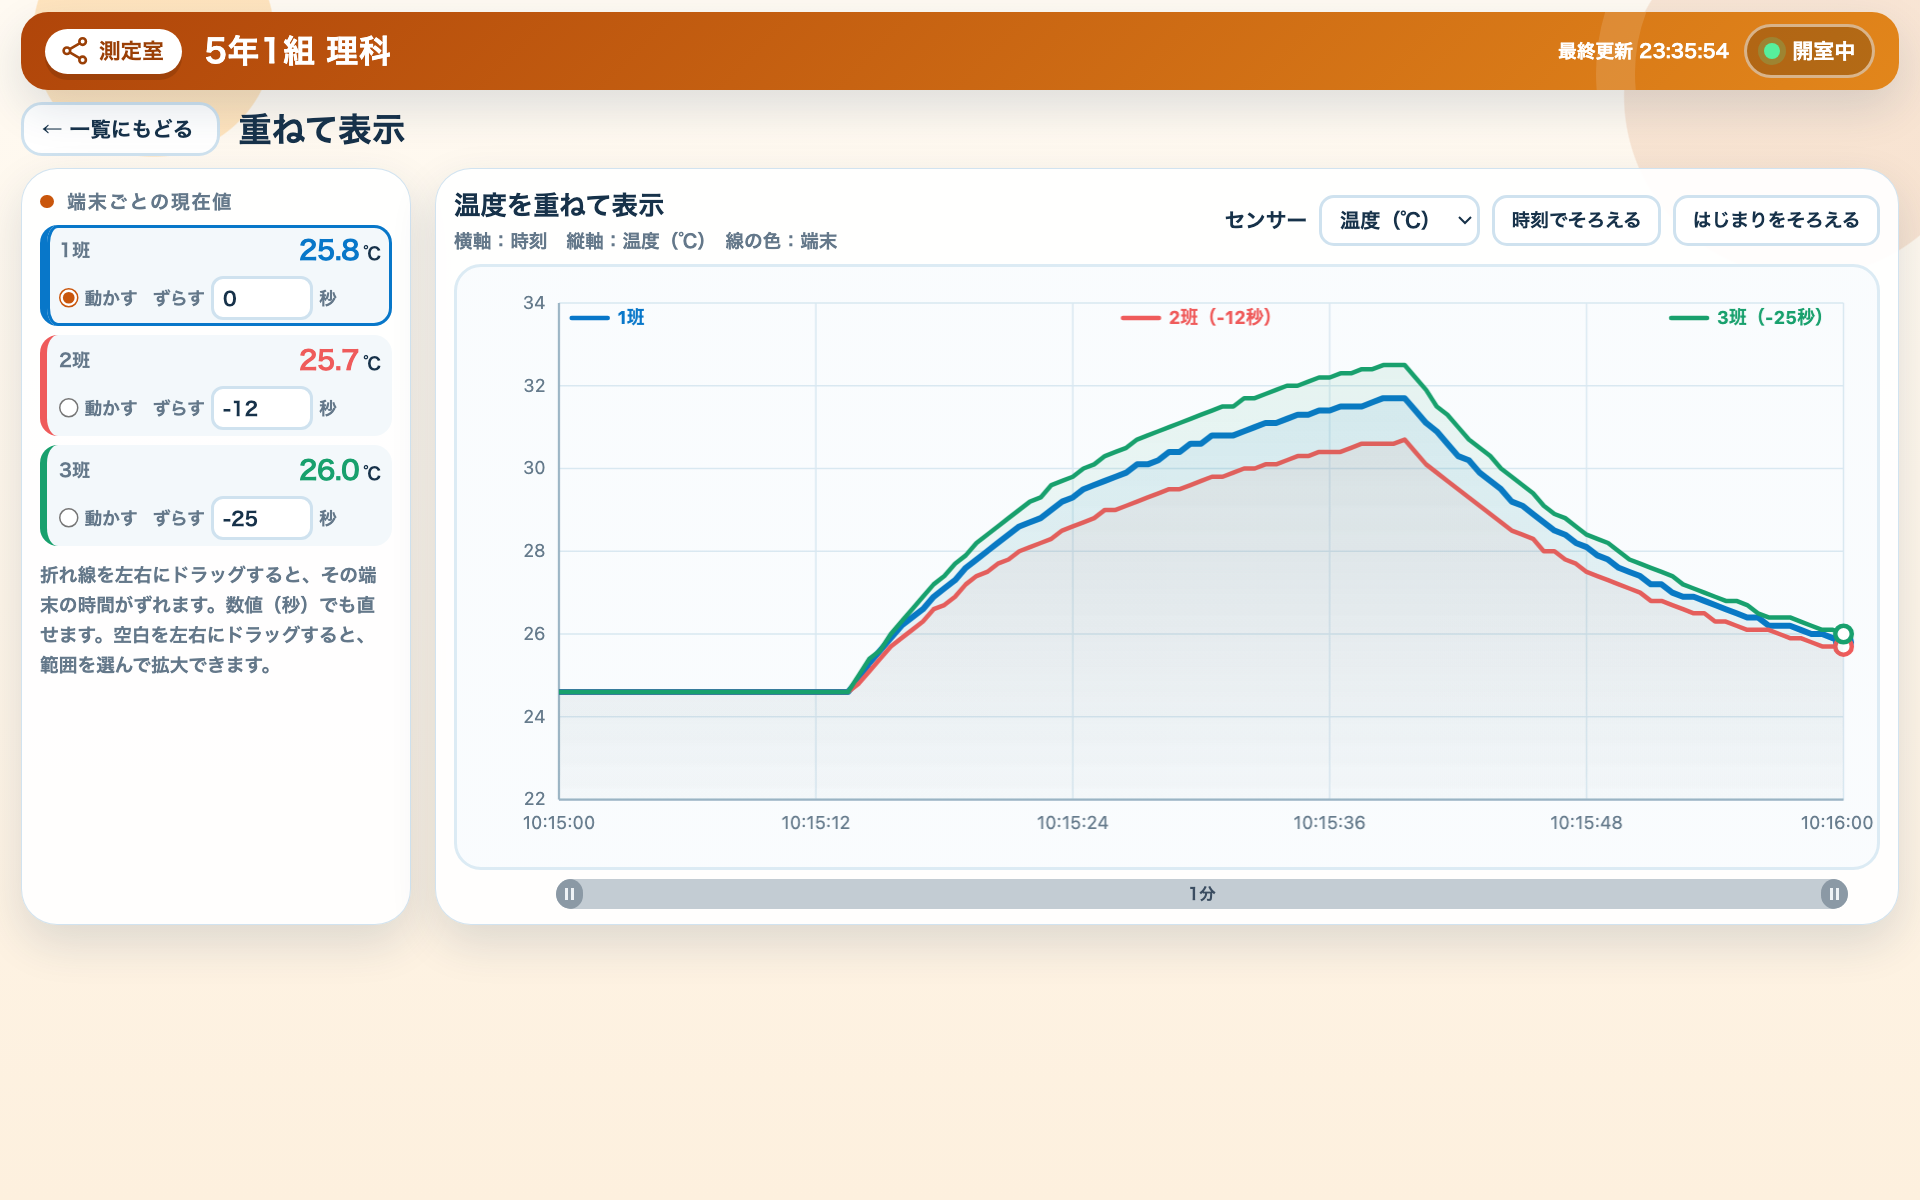 測定室
5年1組 理科
最終更新 23:35:54
開室中
← 一覧にもどる
重ねて表示
端末ごとの現在値
1班 25.8 ℃
動かす ずらす 0 秒
2班 25.7 ℃
動かす ずらす -12 秒
3班 26.0 ℃
動かす ずらす -25 秒
折れ線を左右にドラッグすると、その端
末の時間がずれます。数値（秒）でも直
せます。空白を左右にドラッグすると、
範囲を選んで拡大できます。
温度を重ねて表示
横軸：時刻 縦軸：温度（℃） 線の色：端末
センサー 温度（℃） 時刻でそろえる はじまりをそろえる
1班 2班（-12秒） 3班（-25秒）
34
32
30
28
26
24
22
10:15:00 10:15:12 10:15:24 10:15:36 10:15:48 10:16:00
1分